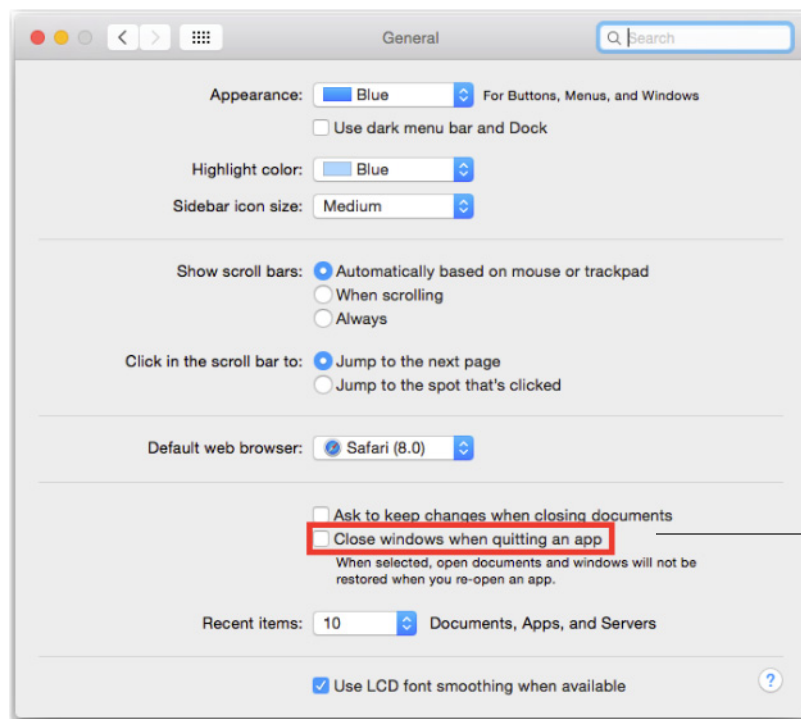 General
Search
Appearance: Blue For Buttons, Menus, and Windows
Use dark menu bar and Dock
Highlight color: Blue
Sidebar icon size: Medium
Show scroll bars: Automatically based on mouse or trackpad
When scrolling
Always
Click in the scroll bar to: Jump to the next page
Jump to the spot that's clicked
Default web browser: Safari (8.0)
Ask to keep changes when closing documents
Close windows when quitting an app
When selected, open documents and windows will not be
restored when you re-open an app.
Recent items: 10 Documents, Apps, and Servers
Use LCD font smoothing when available
?